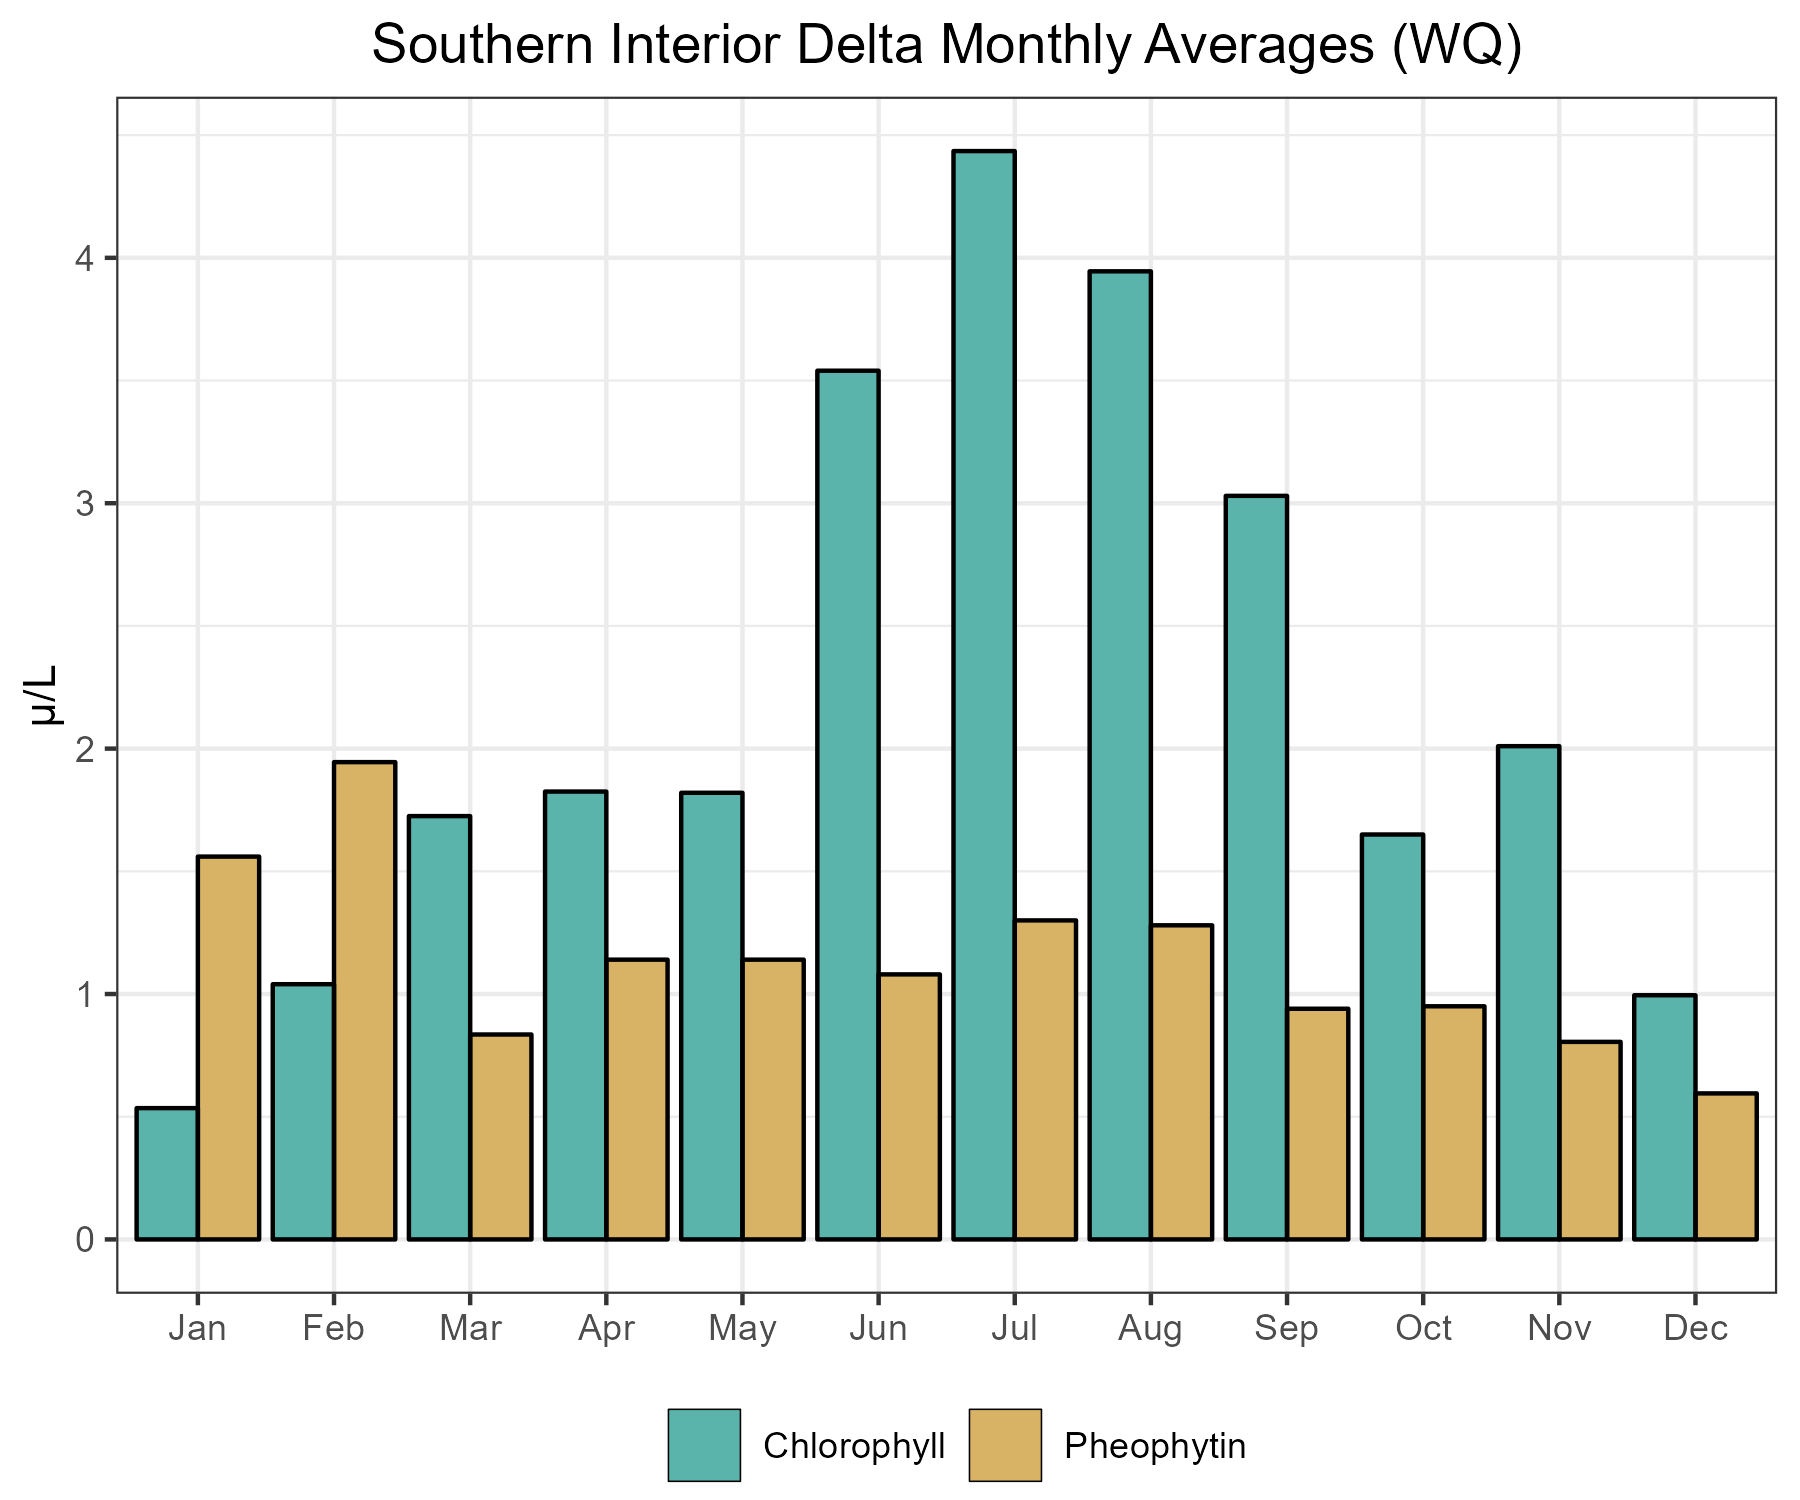 Southern Interior Delta Monthly Averages (WQ)
µ/L
4
3
2
1
0
Jan Feb Mar Apr May Jun Jul Aug Sep Oct Nov Dec
Chlorophyll Pheophytin